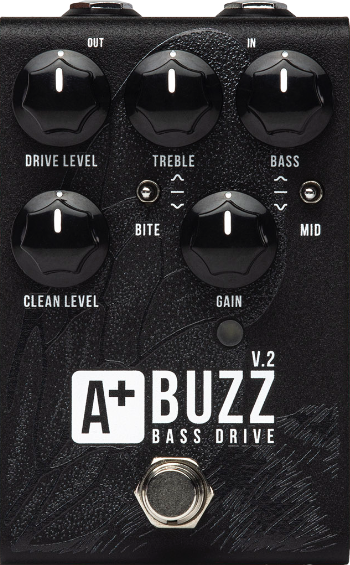 OUT IN
DRIVE LEVEL TREBLE BASS
BITE MID
CLEAN LEVEL GAIN
V.2
A+ BUZZ
BASS DRIVE